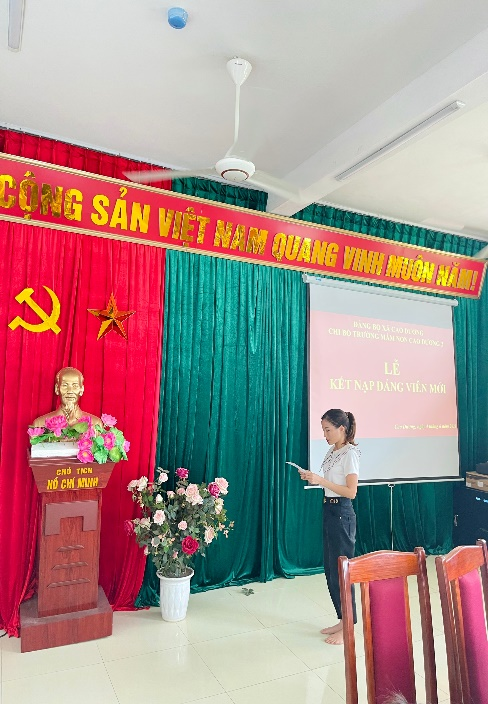 CỘNG SẢN VIỆT NAM QUANG VINH MUÔN NĂM!
ĐẢNG BỘ XÃ CAO DƯƠNG
CHI BỘ TRƯỜNG MẦM NON CAO DƯƠNG 2
LỄ
KẾT NẠP ĐẢNG VIÊN MỚI
CHỦ TỊCH
HỒ CHÍ MINH